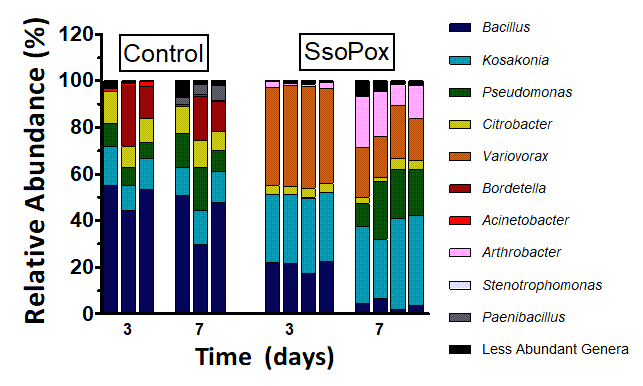 Relative Abundance (%)
120
100
80
60
40
20
0
Control
SsoPox
3
7
3
7
Time (days)
Bacillus
Kosakonia
Pseudomonas
Citrobacter
Variovorax
Bordetella
Acinetobacter
Arthrobacter
Stenotrophomonas
Paenibacillus
Less Abundant Genera